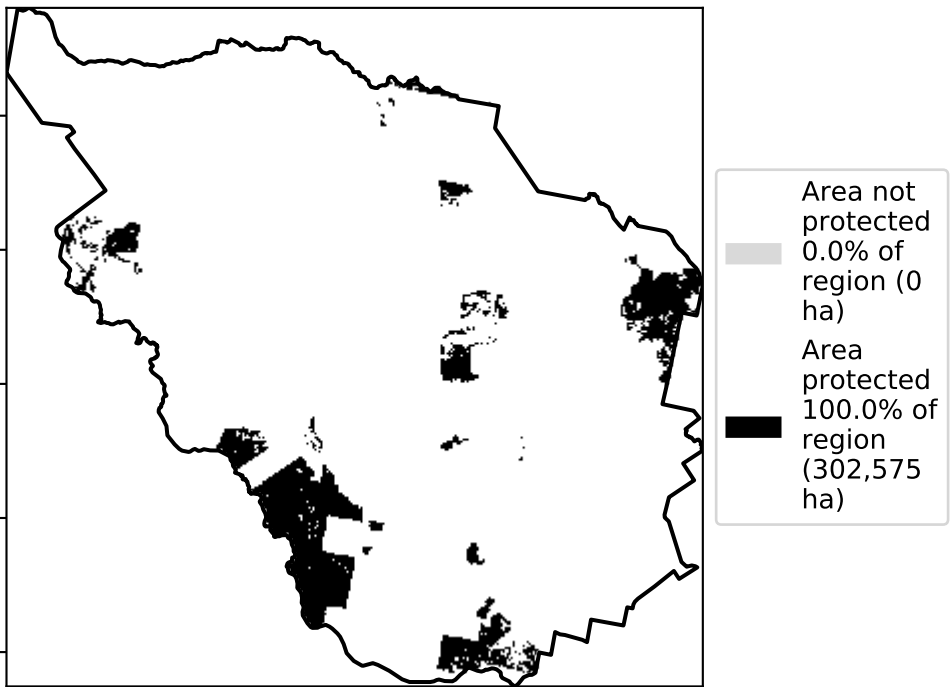 Area not
protected
0.0% of
region (0
ha)
Area
protected
100.0% of
region
(302,575
ha)